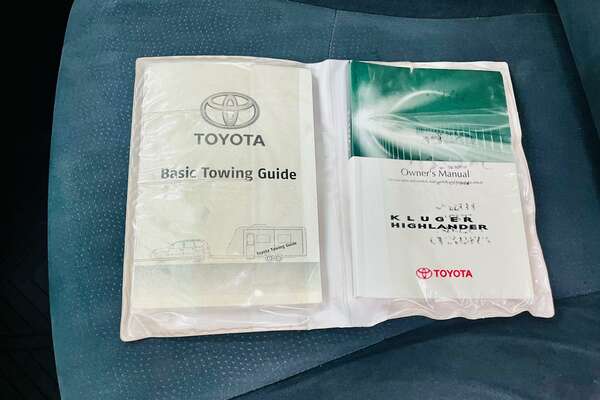 TOYOTA
Basic Towing Guide
Toyota Towing Guide
Owner's Manual
KLUGER
HIGHLANDER
TOYOTA